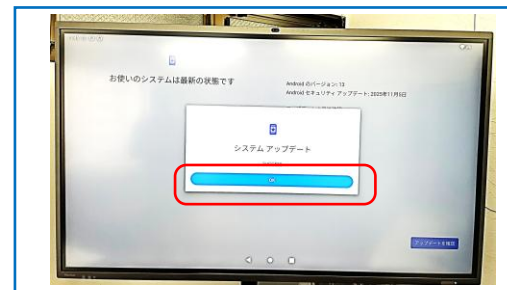 お使いのシステムは最新の状態です
Android のバージョン: 13
Android セキュリティ アップデート: 2025年11月5日
システム アップデート
OK
アップデートを確認